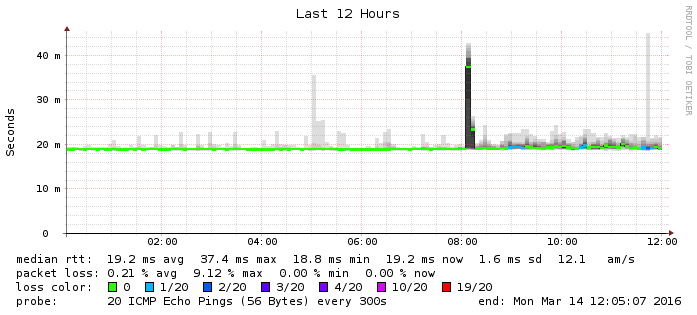 Last 12 Hours
RRDTOOL / TOBI OETIKER
Seconds
40 m
30 m
20 m
10 m
0
02:00 04:00 06:00 08:00 10:00 12:00
median rtt: 19.2 ms avg 37.4 ms max 18.8 ms min 19.2 ms now 1.6 ms sd 12.1 am/s
packet loss: 0.21 % avg 9.12 % max 0.00 % min 0.00 % now
loss color: 0 1/20 2/20 3/20 4/20 10/20 19/20
probe: 20 ICMP Echo Pings (56 Bytes) every 300s end: Mon Mar 14 12:05:07 2016